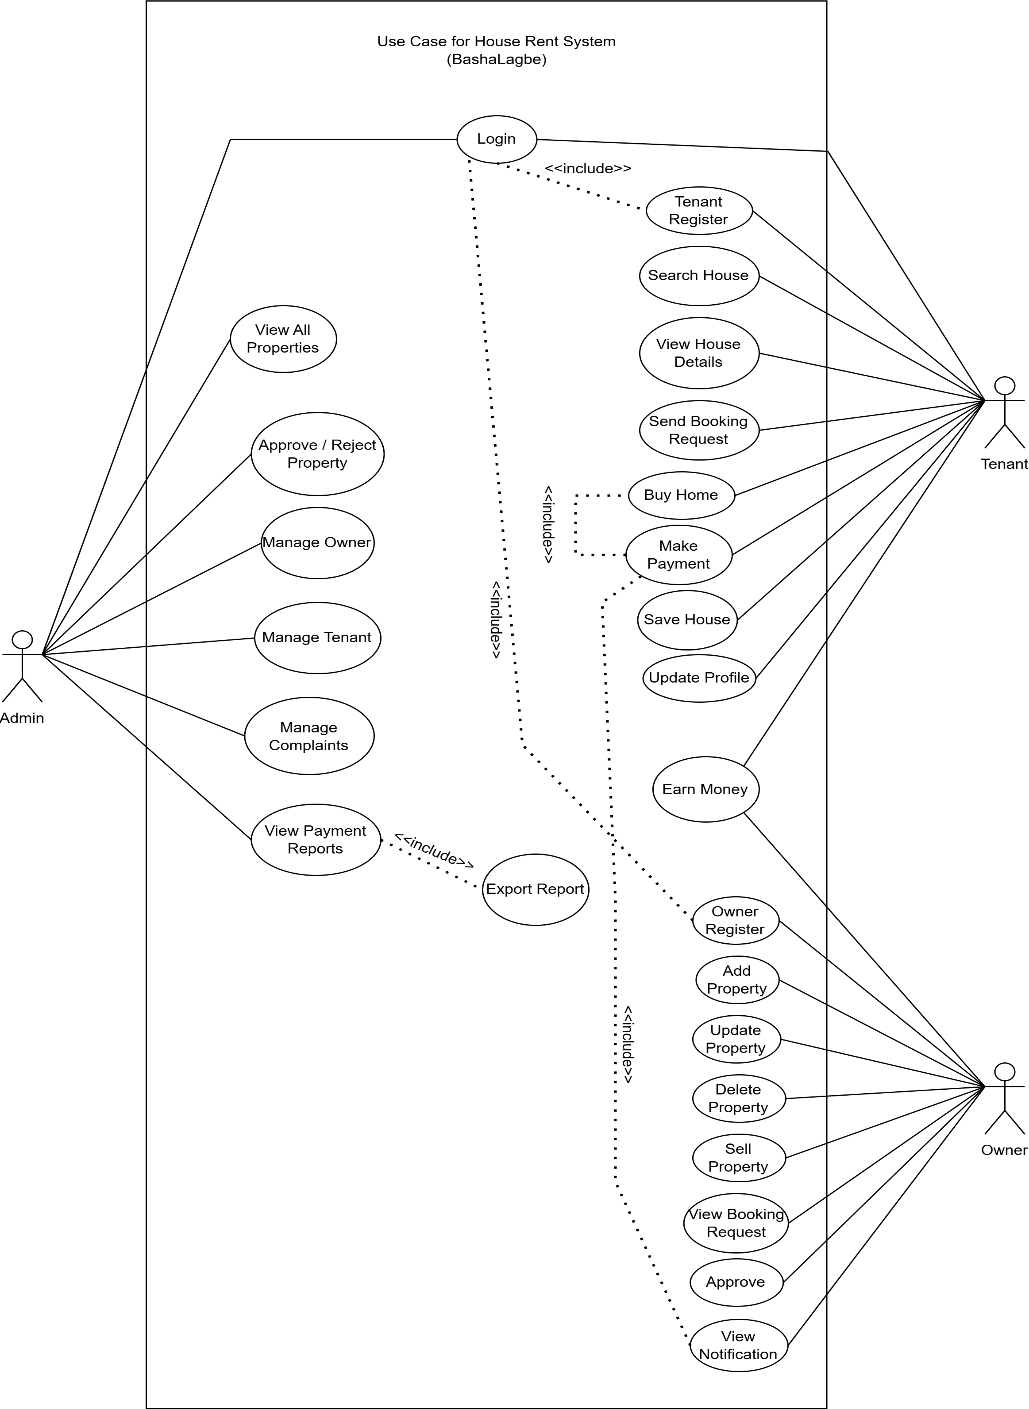 Use Case for House Rent System
(BashaLagbe)
Login
<<include>>
Tenant
Register
Search House
View All
Properties
View House
Details
Send Booking
Request
Tenant
Approve / Reject
Property
Buy Home
<<include>>
Manage Owner
Make
Payment
<<include>>
Save House
Manage Tenant
Update Profile
Admin
Manage
Complaints
Earn Money
View Payment
Reports
<<include>>
Export Report
Owner
Register
Add
Property
Update
Property
<<include>>
Delete
Property
Sell
Property
Owner
View Booking
Request
Approve
View
Notification